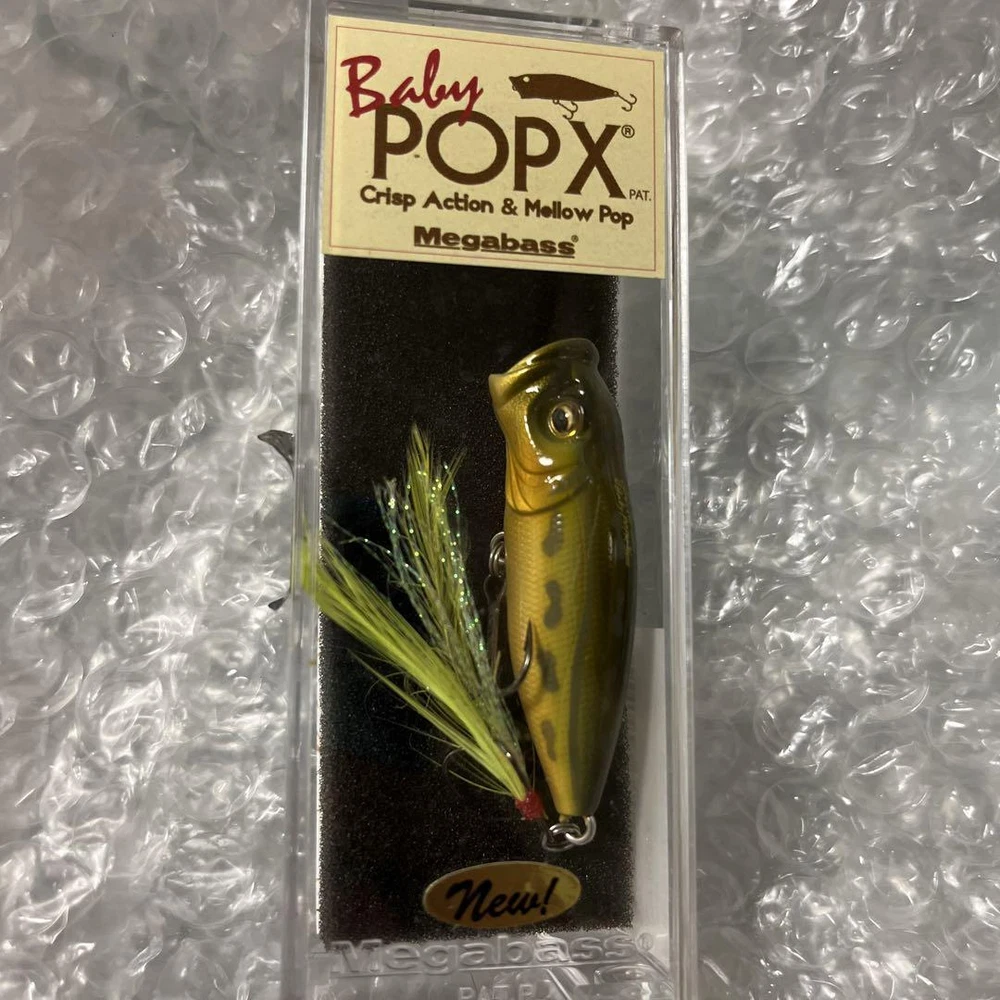 Baby
POPX®
PAT.
Crisp Action & Mellow Pop
Megabass®
New!
Megabass®